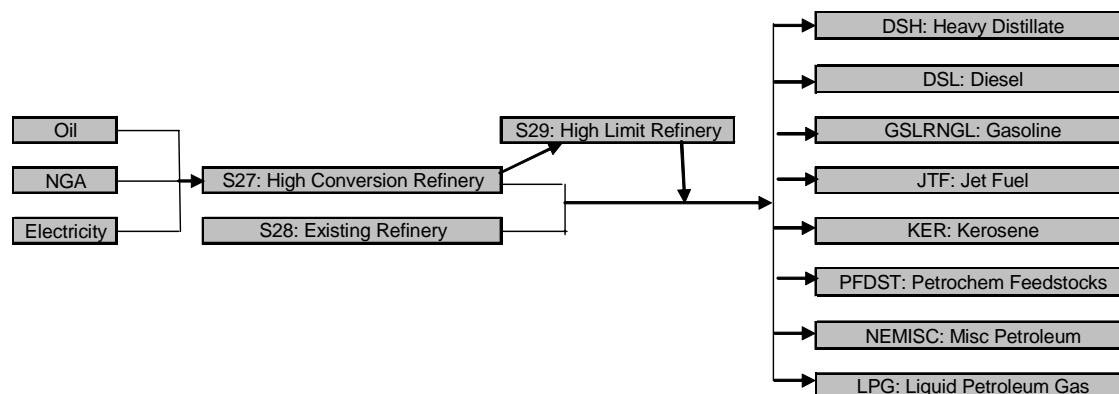 Oil
NGA
Electricity
S27: High Conversion Refinery
S28: Existing Refinery
S29: High Limit Refinery
DSH: Heavy Distillate
DSL: Diesel
GSLRNGL: Gasoline
JTF: Jet Fuel
KER: Kerosene
PFDST: Petrochem Feedstocks
NEMISC: Misc Petroleum
LPG: Liquid Petroleum Gas